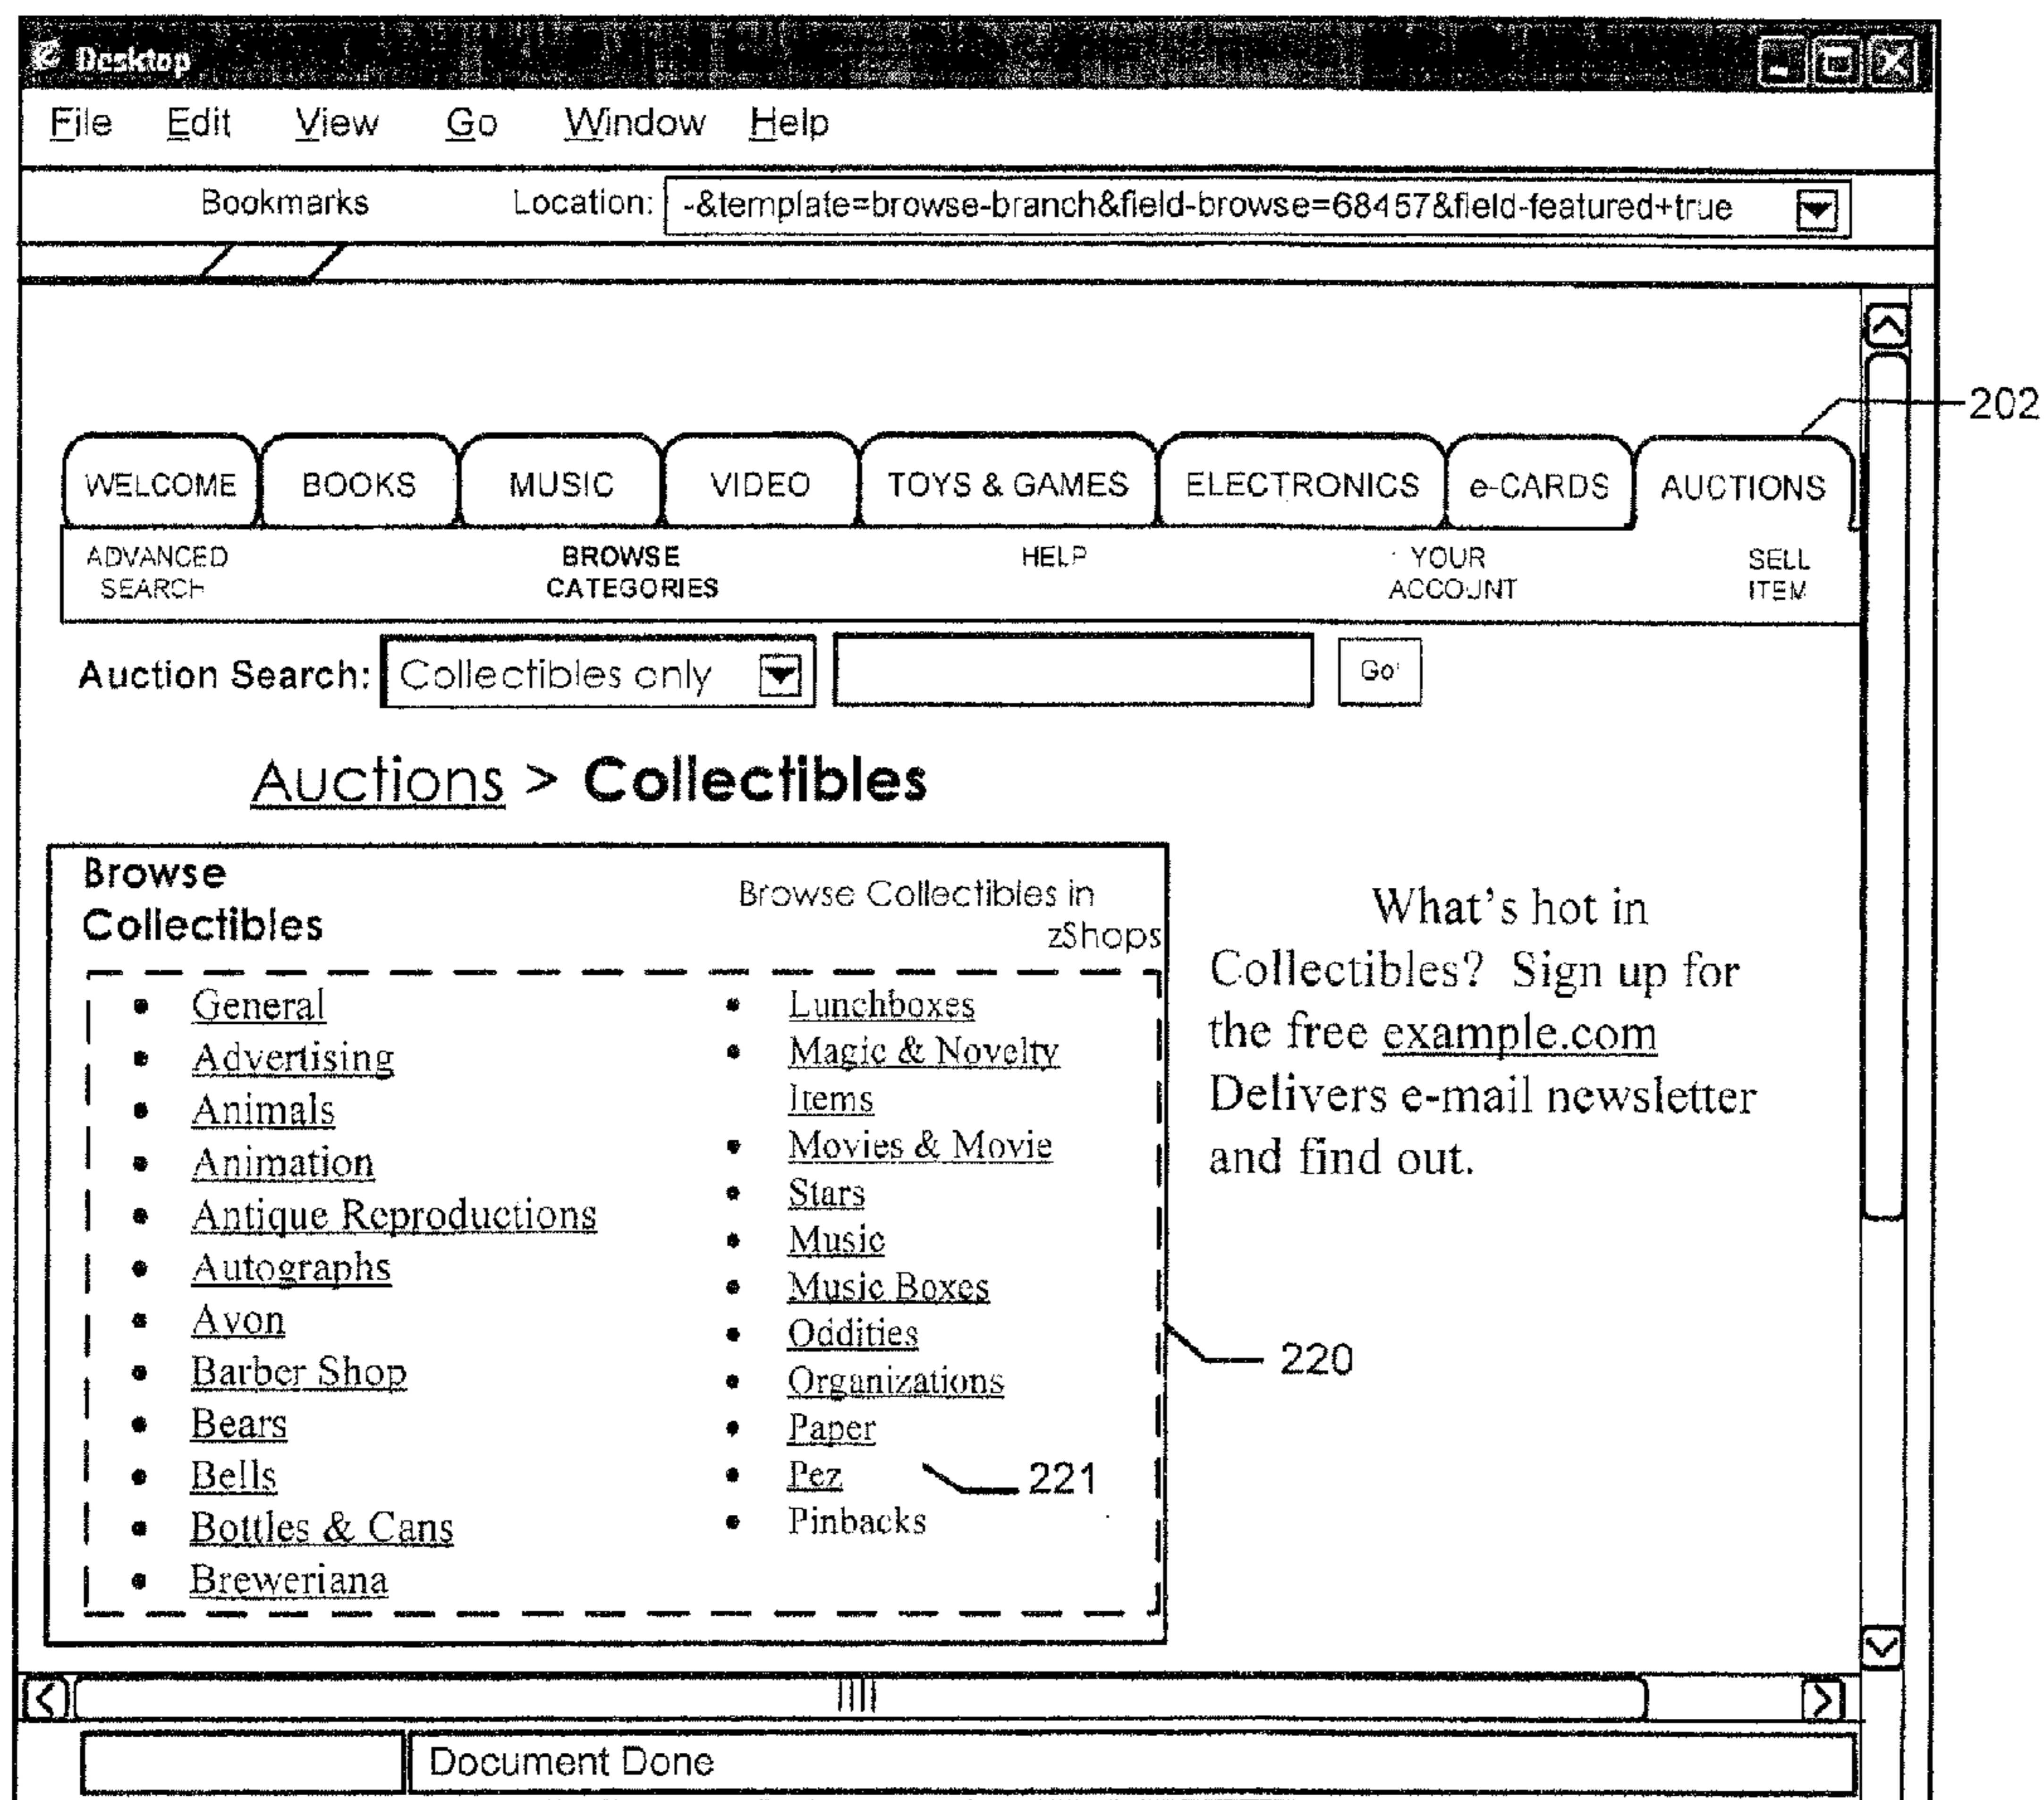 Desktop
File Edit View Go Window Help
Bookmarks Location: -&template=browse-branch&field-browse=68457&field-featured+true
202
WELCOME BOOKS MUSIC VIDEO TOYS & GAMES ELECTRONICS e-CARDS AUCTIONS
ADVANCED SEARCH BROWSE CATEGORIES HELP YOUR ACCOUNT SELL ITEM
Auction Search: Collectibles only Go
Auctions > Collectibles
Browse
Collectibles
Browse Collectibles in
zShops
• General
• Advertising
• Animals
• Animation
• Antique Reproductions
• Autographs
• Avon
• Barber Shop
• Bears
• Bells
• Bottles & Cans
• Breweriana
• Lunchboxes
• Magic & Novelty
Items
• Movies & Movie
• Stars
• Music
• Music Boxes
• Oddities
• Organizations
• Paper
• Pez
• Pinbacks
221
220
What's hot in
Collectibles? Sign up for
the free example.com
Delivers e-mail newsletter
and find out.
Document Done